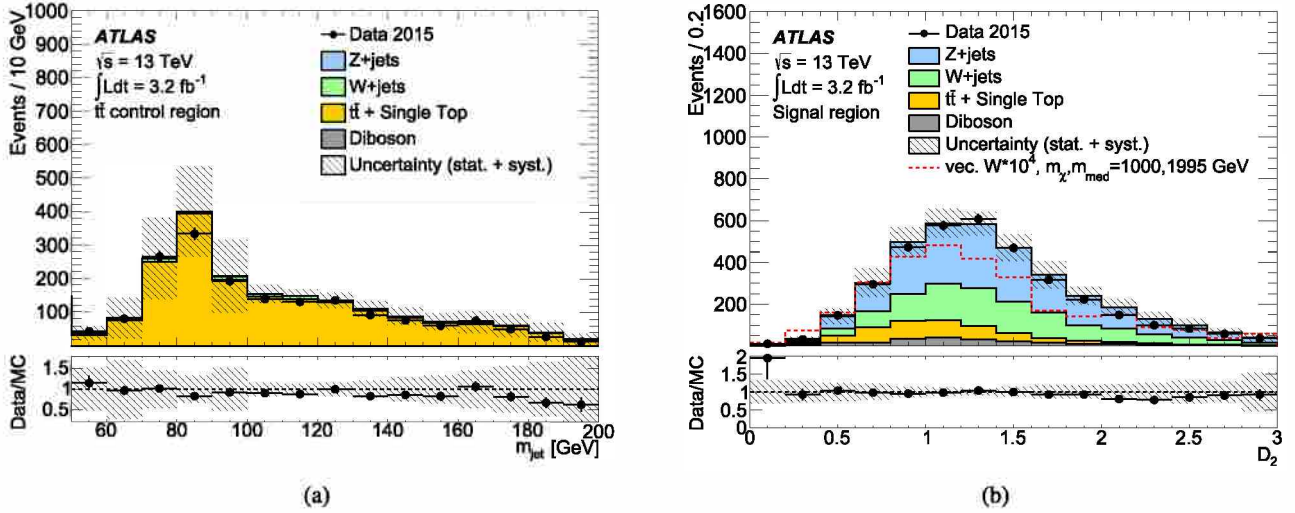 Events / 10 GeV
1000
900
800
700
600
500
400
300
200
100
ATLAS
√s = 13 TeV
∫Ldt = 3.2 fb⁻¹
tt̄ control region
Data 2015
Z+jets
W+jets
tt̄ + Single Top
Diboson
Uncertainty (stat. + syst.)
Data/MC
1.5
1
0.5
60 80 100 120 140 160 180 200
m_jet [GeV]
(a)
Events / 0.2
1600
1400
1200
1000
800
600
400
200
ATLAS
√s = 13 TeV
∫Ldt = 3.2 fb⁻¹
Signal region
Data 2015
Z+jets
W+jets
tt̄ + Single Top
Diboson
Uncertainty (stat. + syst.)
vec. W*10⁴, m_χ,m_med=1000,1995 GeV
Data/MC
2
1.5
1
0.5
0
0 0.5 1 1.5 2 2.5 3
D₂
(b)